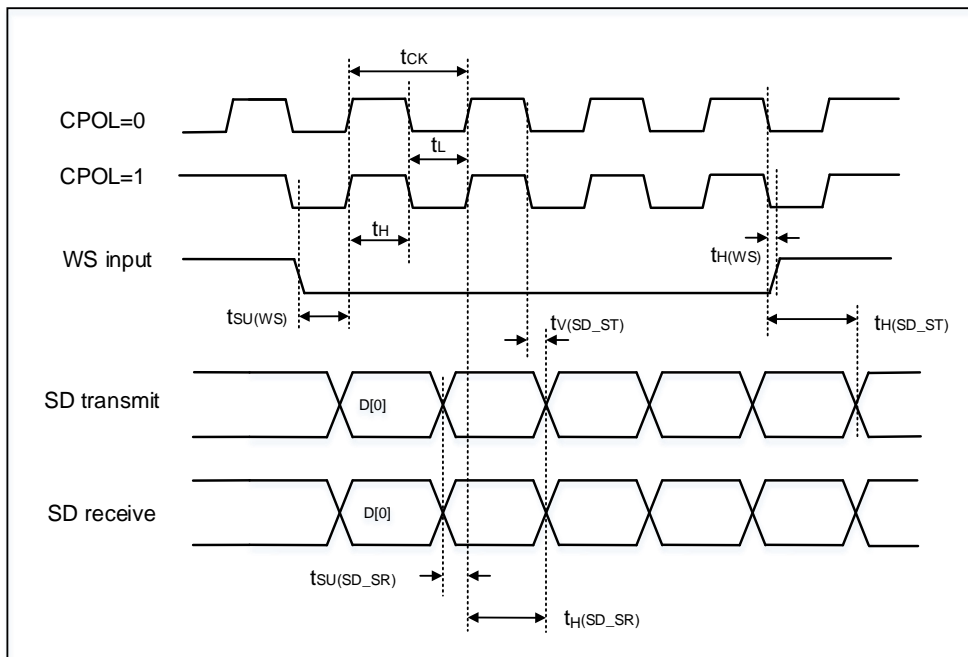 tCK
CPOL=0
tL
CPOL=1
tH
WS input
tH(WS)
tSU(WS)
tV(SD_ST)
tH(SD_ST)
SD transmit
D[0]
SD receive
D[0]
tSU(SD_SR)
tH(SD_SR)